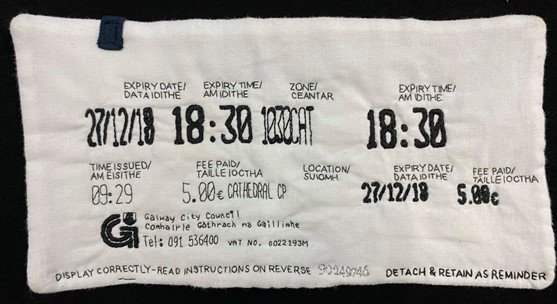 EXPIRY DATE/ EXPIRY TIME/ ZONE/ EXPIRY TIME/
DATA IDITHE AM IDITHE CEANTAR AM IDITHE
27/12/18 18:30 18:30
TIME ISSUED/ FEE PAID/ LOCATION/ EXPIRY DATE/ FEE PAID/
AM EISITHE TAILLE IOCTHA SUIOMH DATA IDITHE TAILLE IOCTHA
09:29 5.00€ CATHEDRAL CP 27/12/18 5.00€
Galway City Council
Comhairle Gathrach na Gaillimhe
Tel: 091 536400 VAT NO. 0022193M
DISPLAY CORRECTLY-READ INSTRUCTIONS ON REVERSE DETACH & RETAIN AS REMINDER